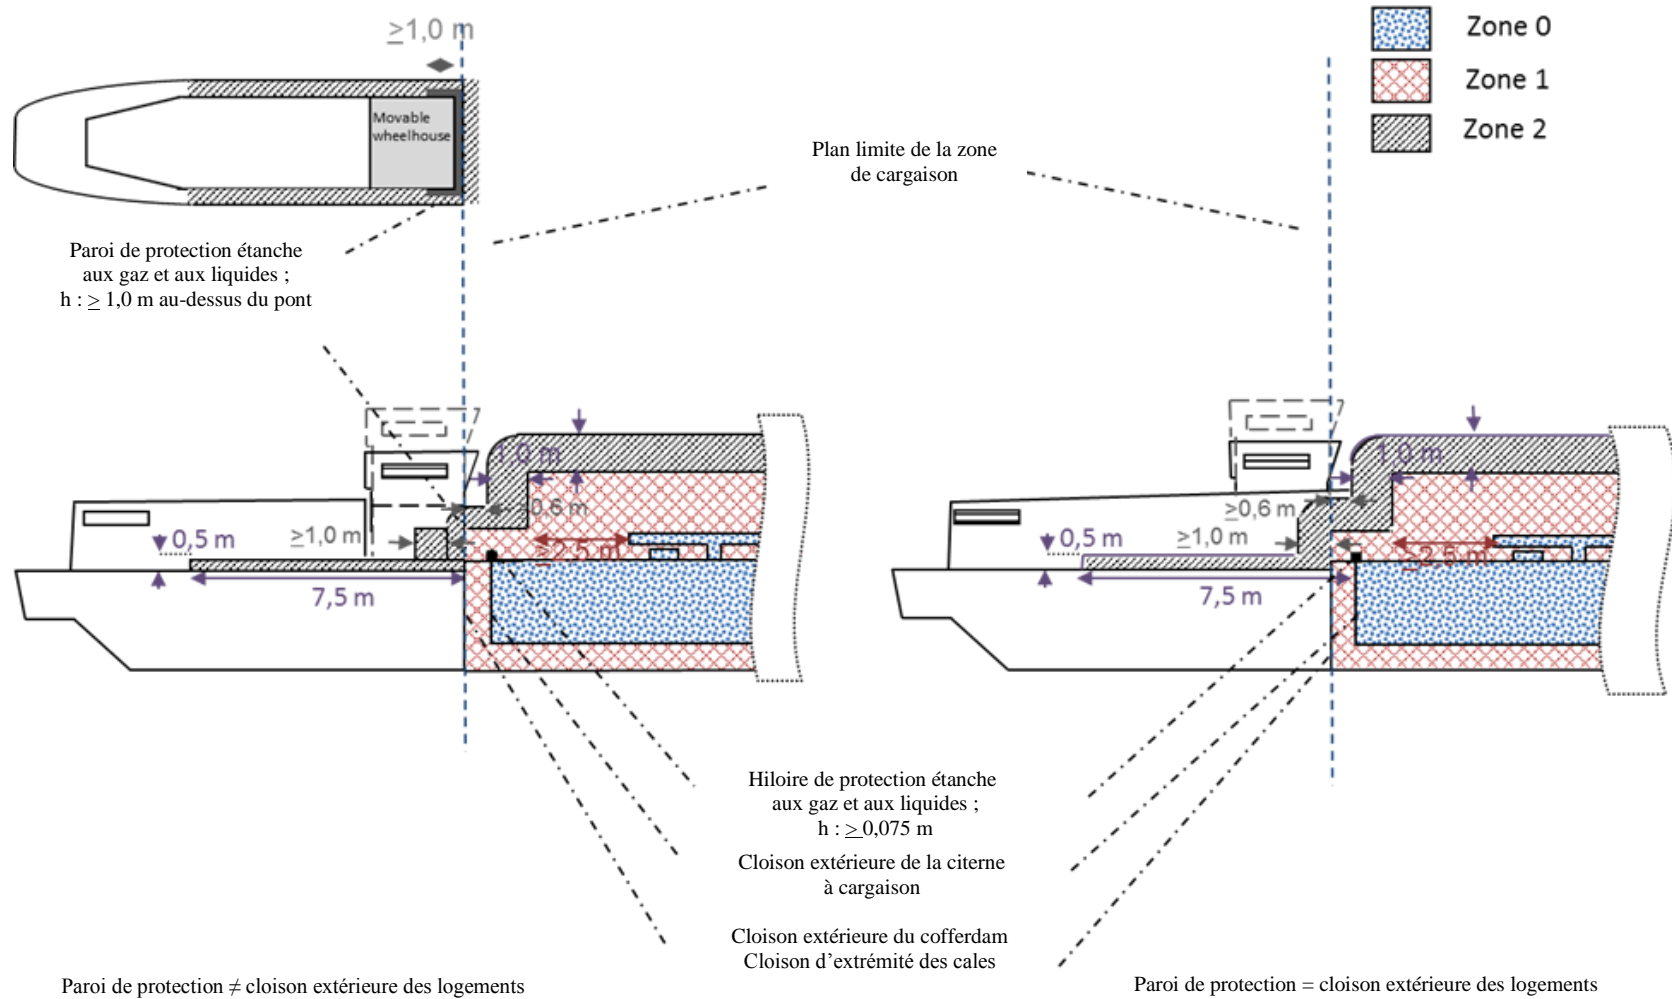 ≥1,0 m
Zone 0
Zone 1
Zone 2
Movable
wheelhouse
Plan limite de la zone
de cargaison
Paroi de protection étanche
aux gaz et aux liquides ;
h : ≥ 1,0 m au-dessus du pont
1,0 m
≥0,6 m
0,5 m
≥1,0 m
≥2,5 m
7,5 m
1,0 m
≥0,6 m
0,5 m
≥1,0 m
≥2,5 m
7,5 m
Hiloire de protection étanche
aux gaz et aux liquides ;
h : ≥ 0,075 m
Cloison extérieure de la citerne
à cargaison
Cloison extérieure du cofferdam
Cloison d’extrémité des cales
Paroi de protection ≠ cloison extérieure des logements
Paroi de protection = cloison extérieure des logements